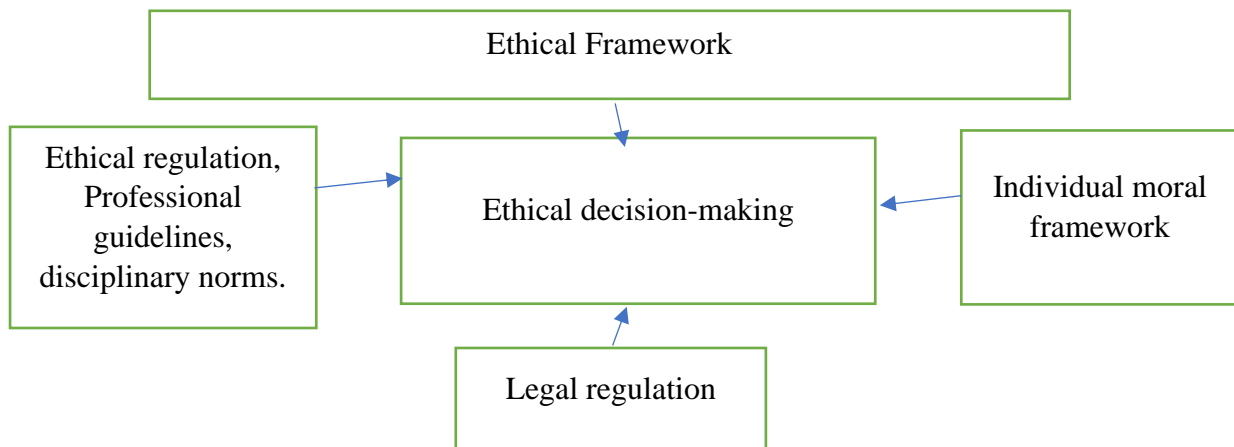 Ethical Framework
Ethical regulation,
Professional
guidelines,
disciplinary norms.
Ethical decision-making
Individual moral
framework
Legal regulation